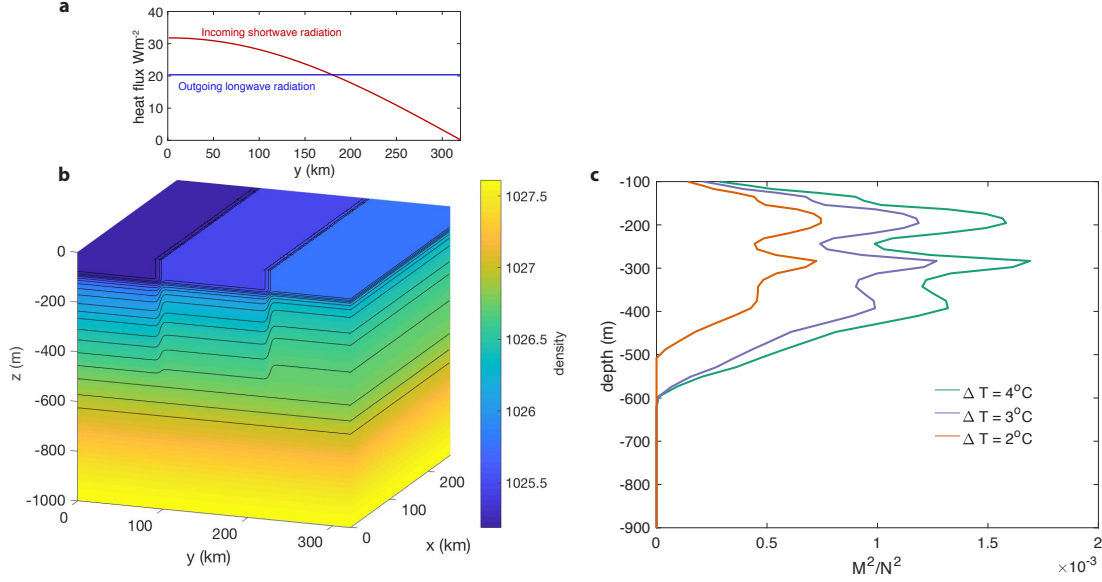 a
40
30
20
10
0
heat flux Wm-2
Incoming shortwave radiation
Outgoing longwave radiation
0 50 100 150 200 250 300
y (km)
b
0
-200
-400
-600
-800
-1000
z (m)
0 100 200 300
y (km)
0 100 200
x (km)
1027.5
1027
1026.5
1026
1025.5
density
c
-100
-200
-300
-400
-500
-600
-700
-800
-900
depth (m)
Δ T = 4°C
Δ T = 3°C
Δ T = 2°C
0 0.5 1 1.5 2
M²/N²
×10⁻³